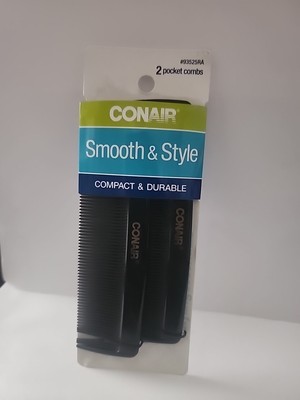 #93525RA
2 pocket combs
CONAIR®
Smooth & Style
COMPACT & DURABLE
CONAIR
CONAIR